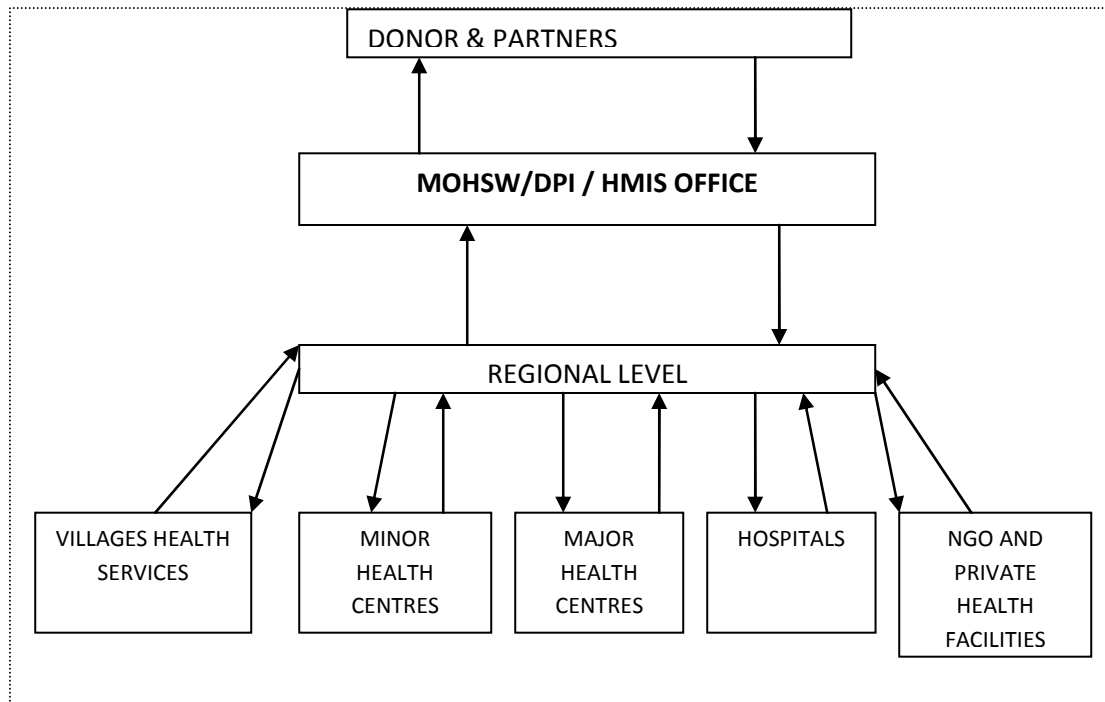 DONOR & PARTNERS
MOHSW/DPI / HMIS OFFICE
REGIONAL LEVEL
VILLAGES HEALTH
SERVICES
MINOR
HEALTH
CENTRES
MAJOR
HEALTH
CENTRES
HOSPITALS
NGO AND
PRIVATE
HEALTH
FACILITIES